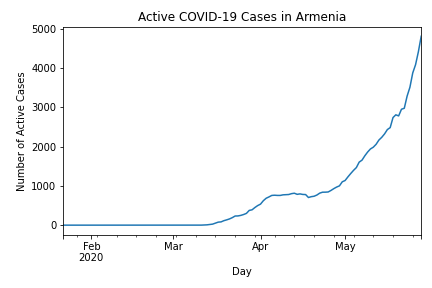 Active COVID-19 Cases in Armenia
Number of Active Cases
5000
4000
3000
2000
1000
0
Feb
2020
Mar
Apr
May
Day